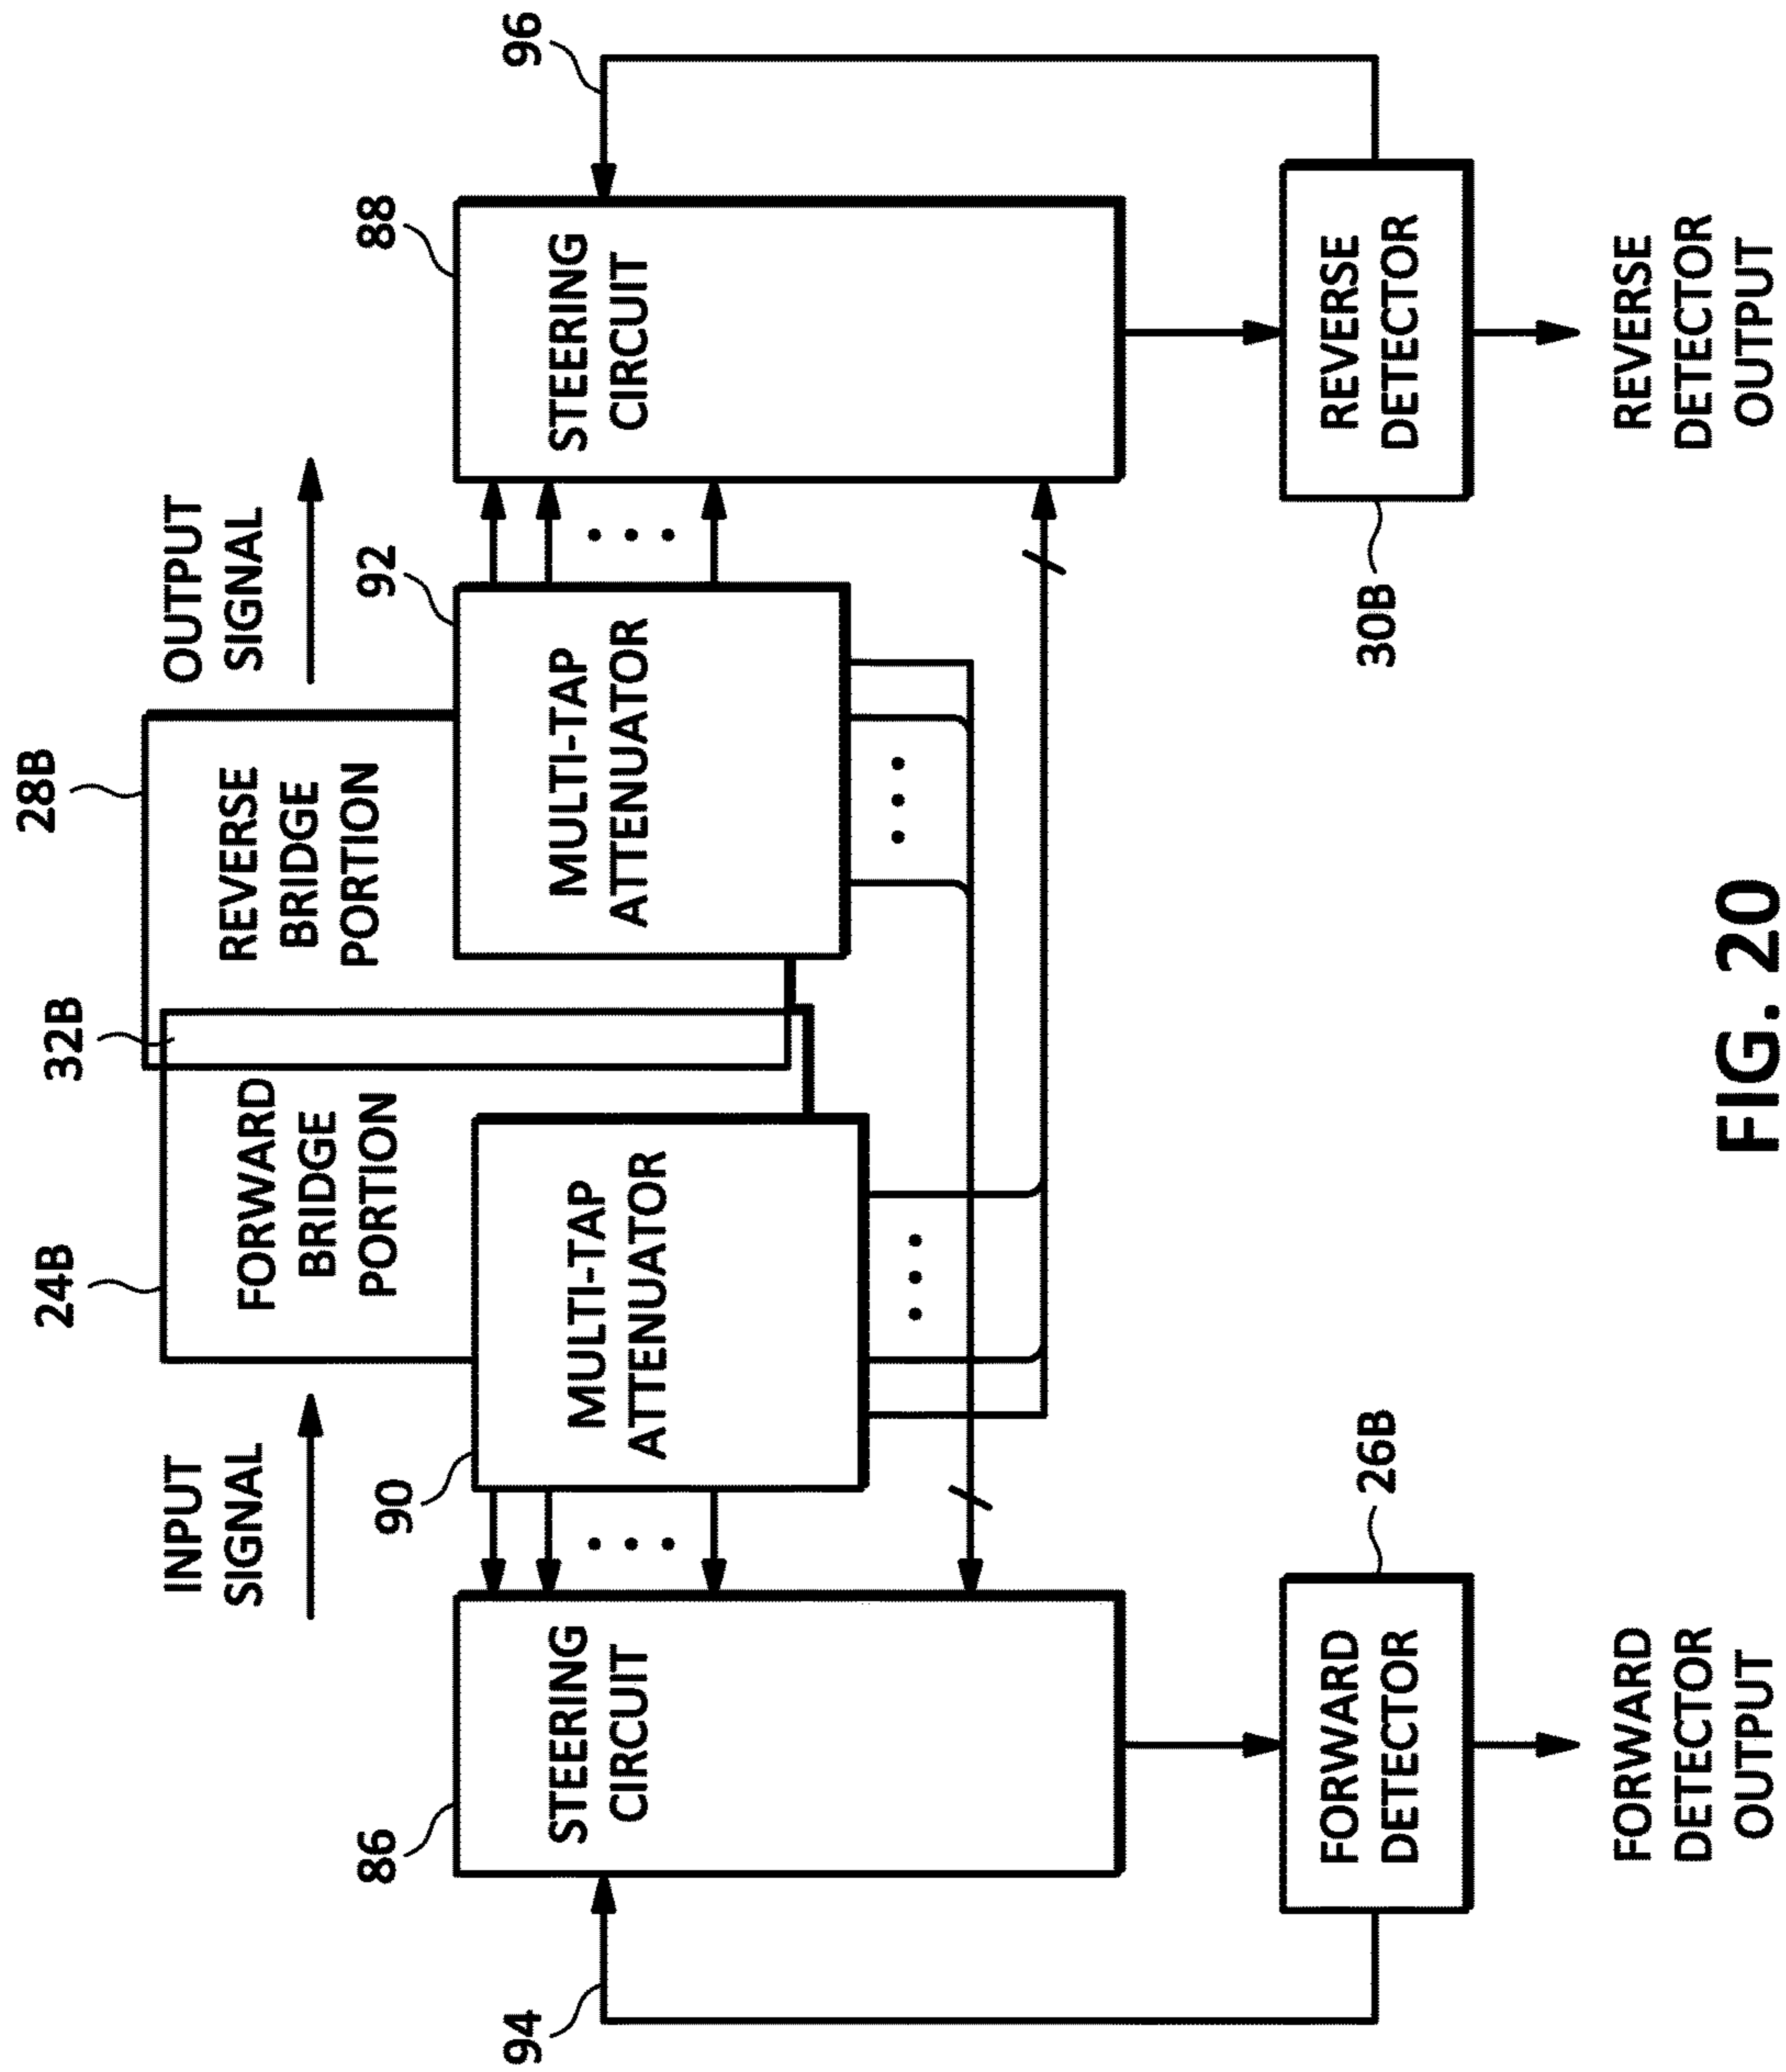 28B
32B
24B
INPUT
SIGNAL
OUTPUT
SIGNAL
FORWARD
BRIDGE
PORTION
REVERSE
BRIDGE
PORTION
86
90
92
88
94
96
STEERING
CIRCUIT
MULTI-TAP
ATTENUATOR
MULTI-TAP
ATTENUATOR
STEERING
CIRCUIT
FORWARD
DETECTOR
26B
30B
REVERSE
DETECTOR
FORWARD
DETECTOR
OUTPUT
REVERSE
DETECTOR
OUTPUT
FIG. 20